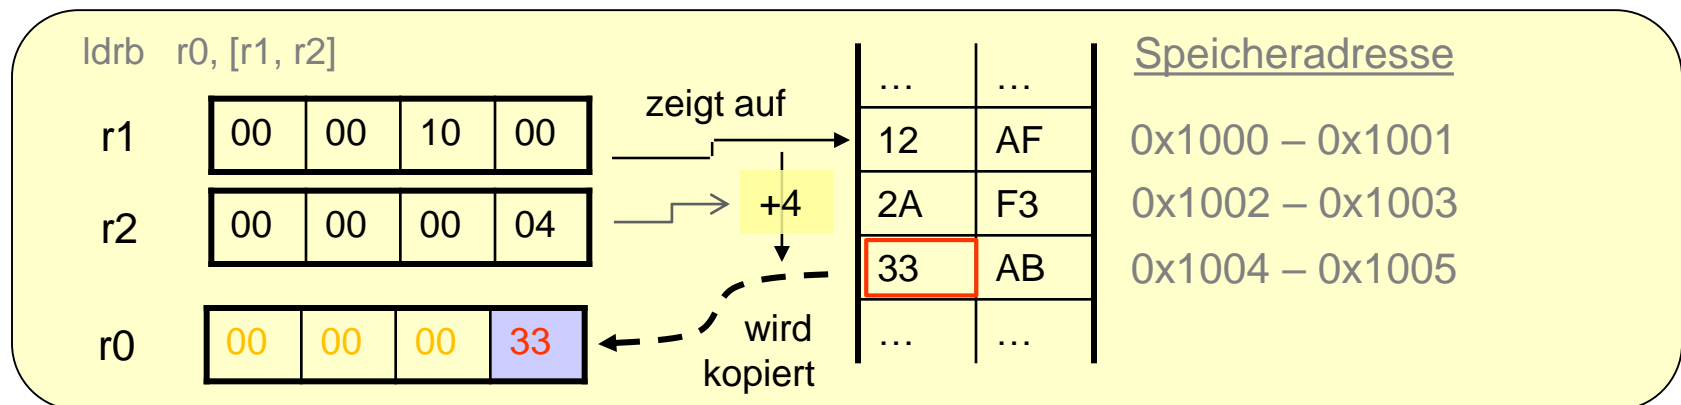 ldrb r0, [r1, r2]
Speicheradresse
… …
zeigt auf
r1 00 00 10 00
12 AF 0x1000 – 0x1001
+4
r2 00 00 00 04
2A F3 0x1002 – 0x1003
33 AB 0x1004 – 0x1005
r0 00 00 00 33
wird
kopiert
… …